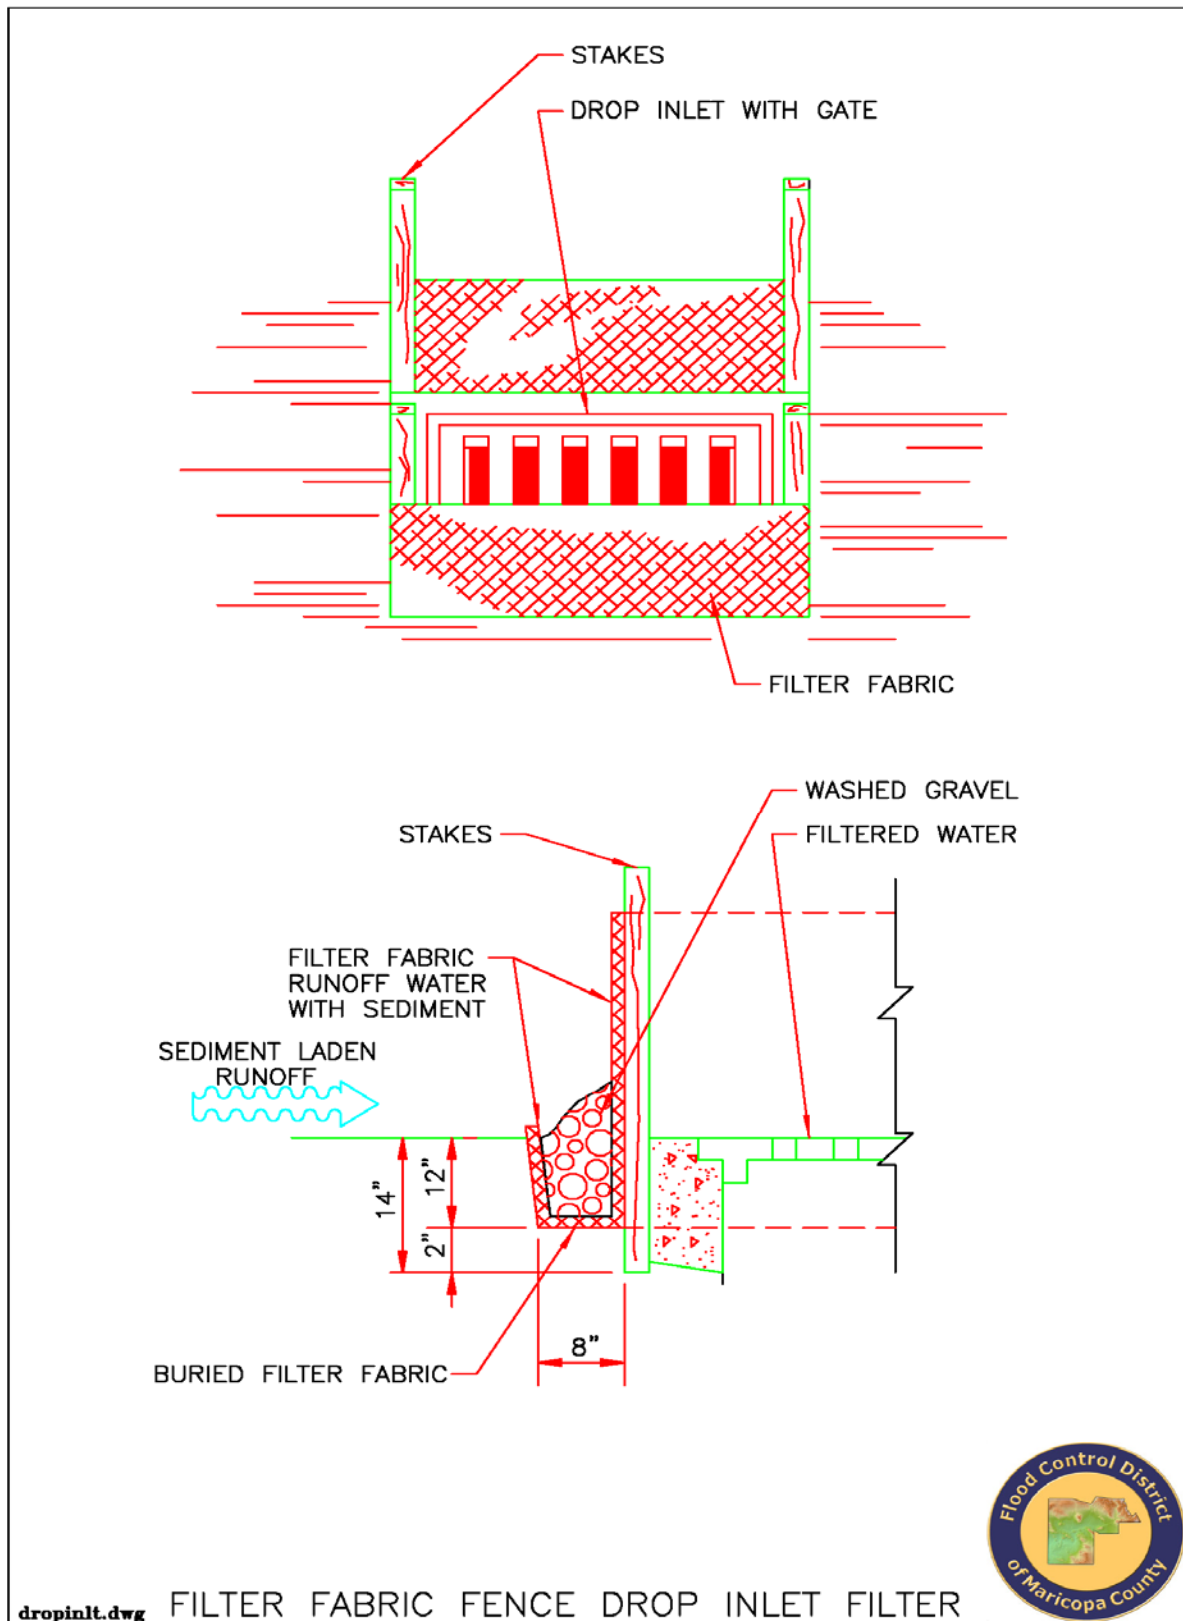 STAKES
DROP INLET WITH GATE
FILTER FABRIC
WASHED GRAVEL
STAKES
FILTERED WATER
FILTER FABRIC
RUNOFF WATER
WITH SEDIMENT
SEDIMENT LADEN
RUNOFF
14"
12"
2"
8"
BURIED FILTER FABRIC
Flood Control District
of Maricopa County
dropinlt.dwg
FILTER FABRIC FENCE DROP INLET FILTER